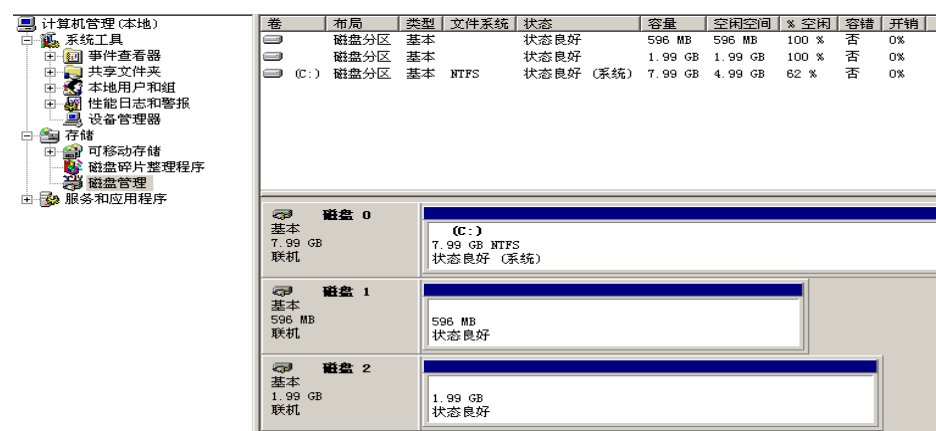 计算机管理(本地)
系统工具
事件查看器
共享文件夹
本地用户和组
性能日志和警报
设备管理器
存储
可移动存储
磁盘碎片整理程序
磁盘管理
服务和应用程序
卷 布局 类型 文件系统 状态 容量 空闲空间 % 空闲 容错 开销
磁盘分区 基本 状态良好 596 MB 596 MB 100 % 否 0%
磁盘分区 基本 状态良好 1.99 GB 1.99 GB 100 % 否 0%
(C:) 磁盘分区 基本 NTFS 状态良好 (系统) 7.99 GB 4.99 GB 62 % 否 0%
磁盘 0
基本
7.99 GB
联机
(C:)
7.99 GB NTFS
状态良好 (系统)
磁盘 1
基本
596 MB
联机
596 MB
状态良好
磁盘 2
基本
1.99 GB
联机
1.99 GB
状态良好